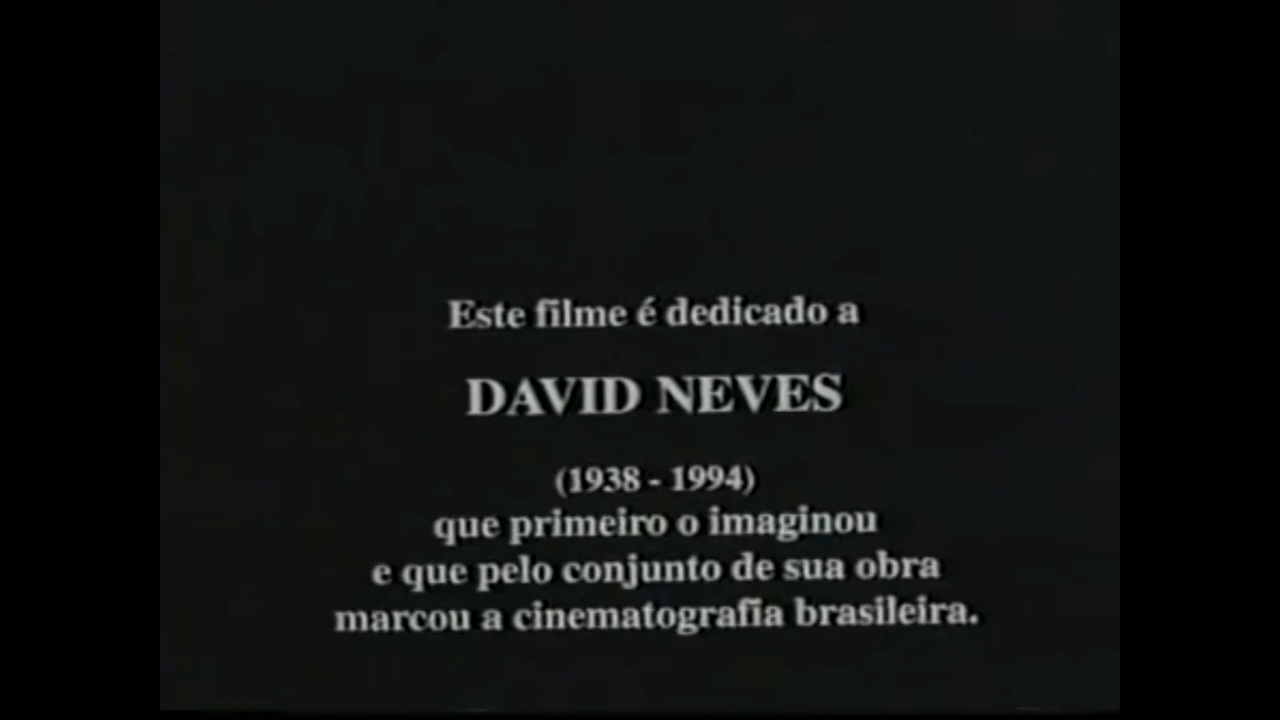 Este filme é dedicado a
DAVID NEVES
(1938 - 1994)
que primeiro o imaginou
e que pelo conjunto de sua obra
marcou a cinematografia brasileira.